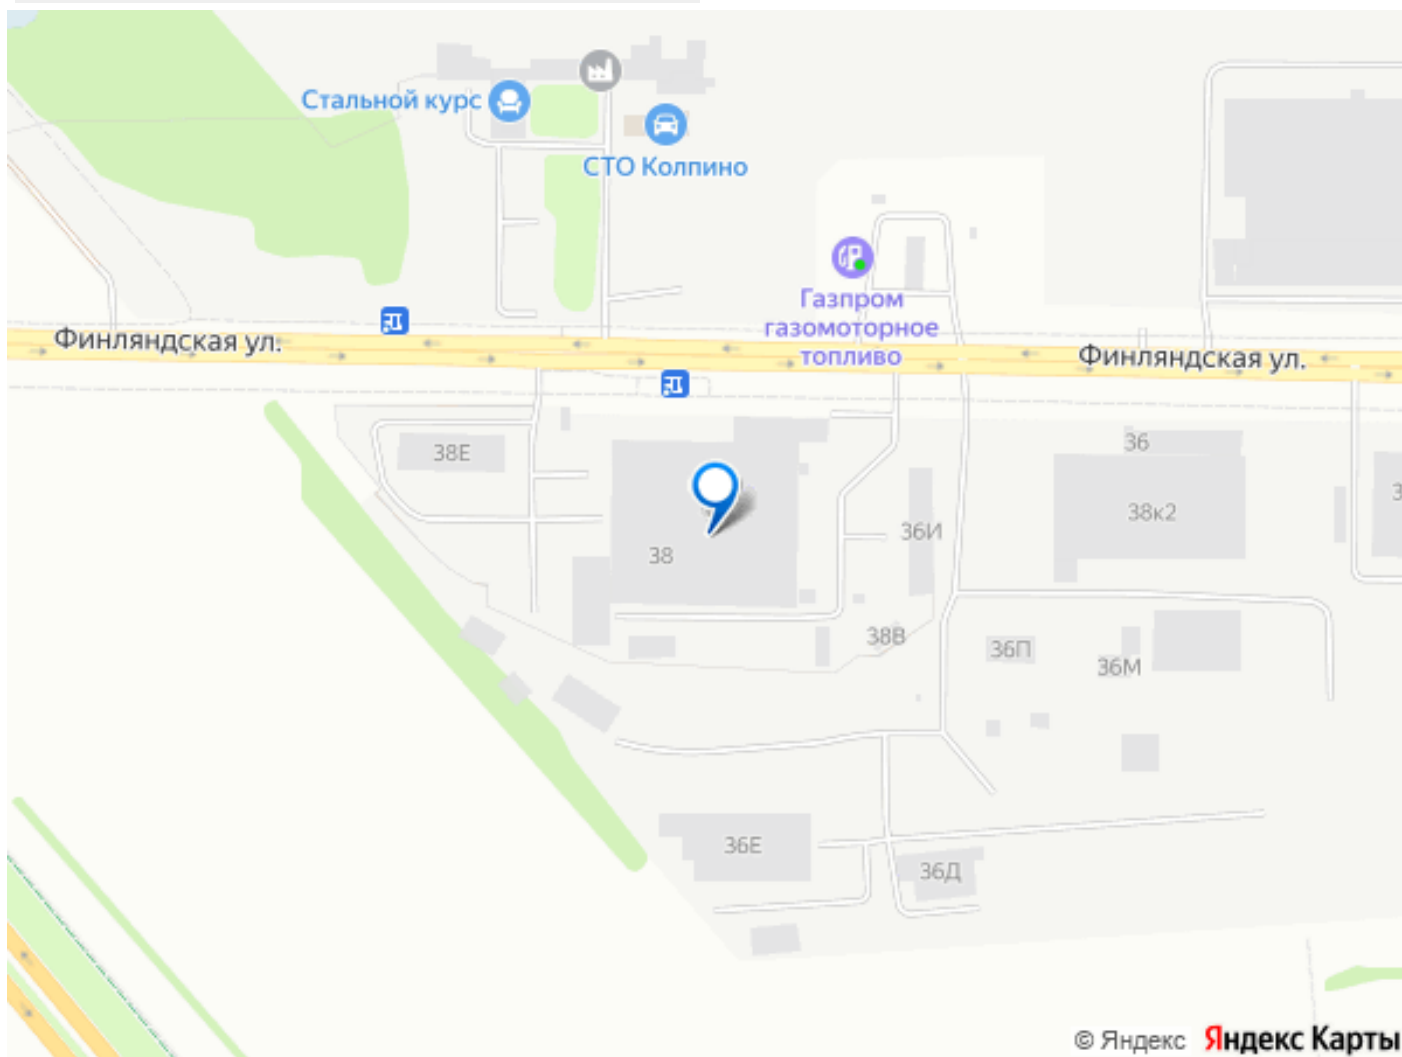 Стальной курс
СТО Колпино
Газпром
газомоторное
топливо
Финляндская ул.
Финляндская ул.
38Е
36
38к2
36И
38
38В
36П
36М
36Е
36Д
© Яндекс Яндекс Карты